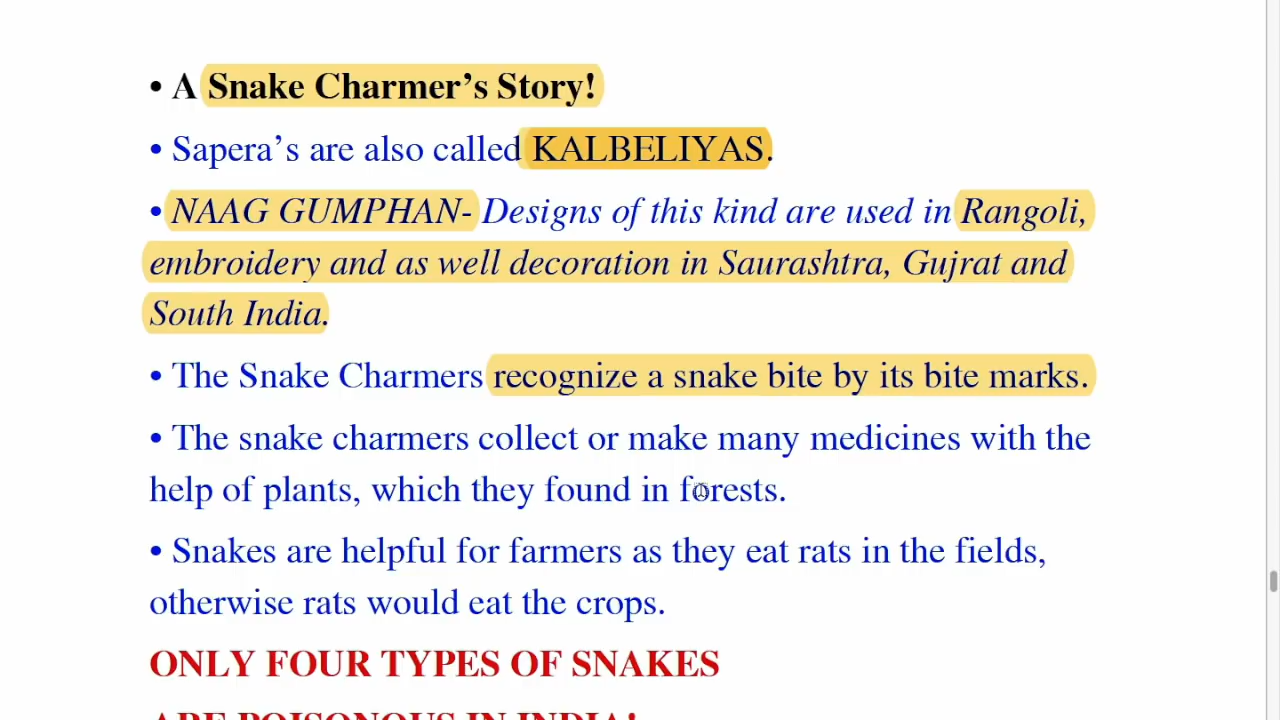 • A Snake Charmer’s Story!
• Sapera’s are also called KALBELIYAS.
• NAAG GUMPHAN- Designs of this kind are used in Rangoli,
embroidery and as well decoration in Saurashtra, Gujrat and
South India.
• The Snake Charmers recognize a snake bite by its bite marks.
• The snake charmers collect or make many medicines with the
help of plants, which they found in forests.
• Snakes are helpful for farmers as they eat rats in the fields,
otherwise rats would eat the crops.
ONLY FOUR TYPES OF SNAKES
ARE POISONOUS IN INDIA!